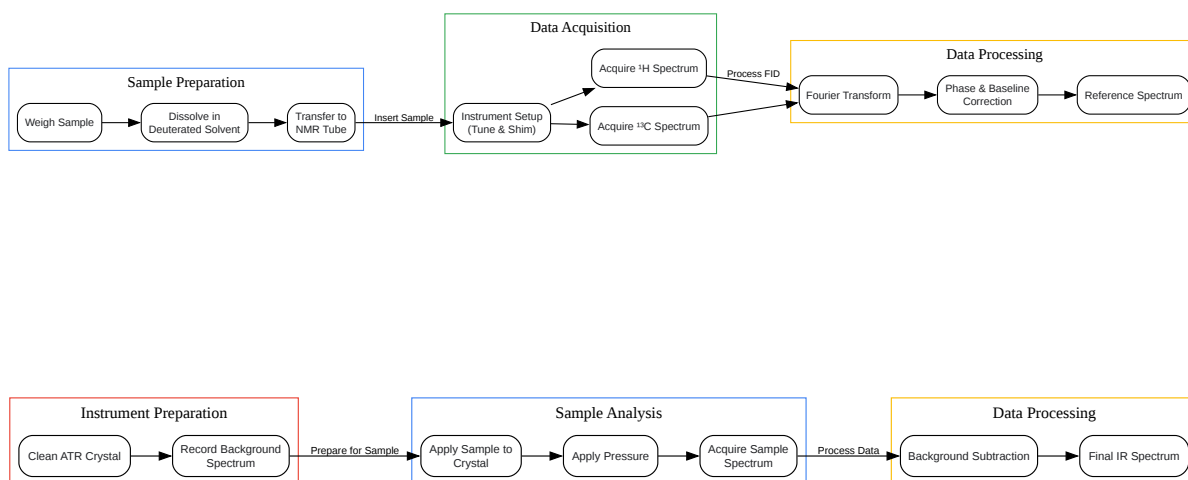 Sample Preparation
Weigh Sample
Dissolve in
Deuterated Solvent
Transfer to
NMR Tube
Insert Sample
Data Acquisition
Instrument Setup
(Tune & Shim)
Acquire ¹H Spectrum
Acquire ¹³C Spectrum
Process FID
Data Processing
Fourier Transform
Phase & Baseline
Correction
Reference Spectrum
Instrument Preparation
Clean ATR Crystal
Record Background
Spectrum
Prepare for Sample
Sample Analysis
Apply Sample to
Crystal
Apply Pressure
Acquire Sample
Spectrum
Process Data
Data Processing
Background Subtraction
Final IR Spectrum